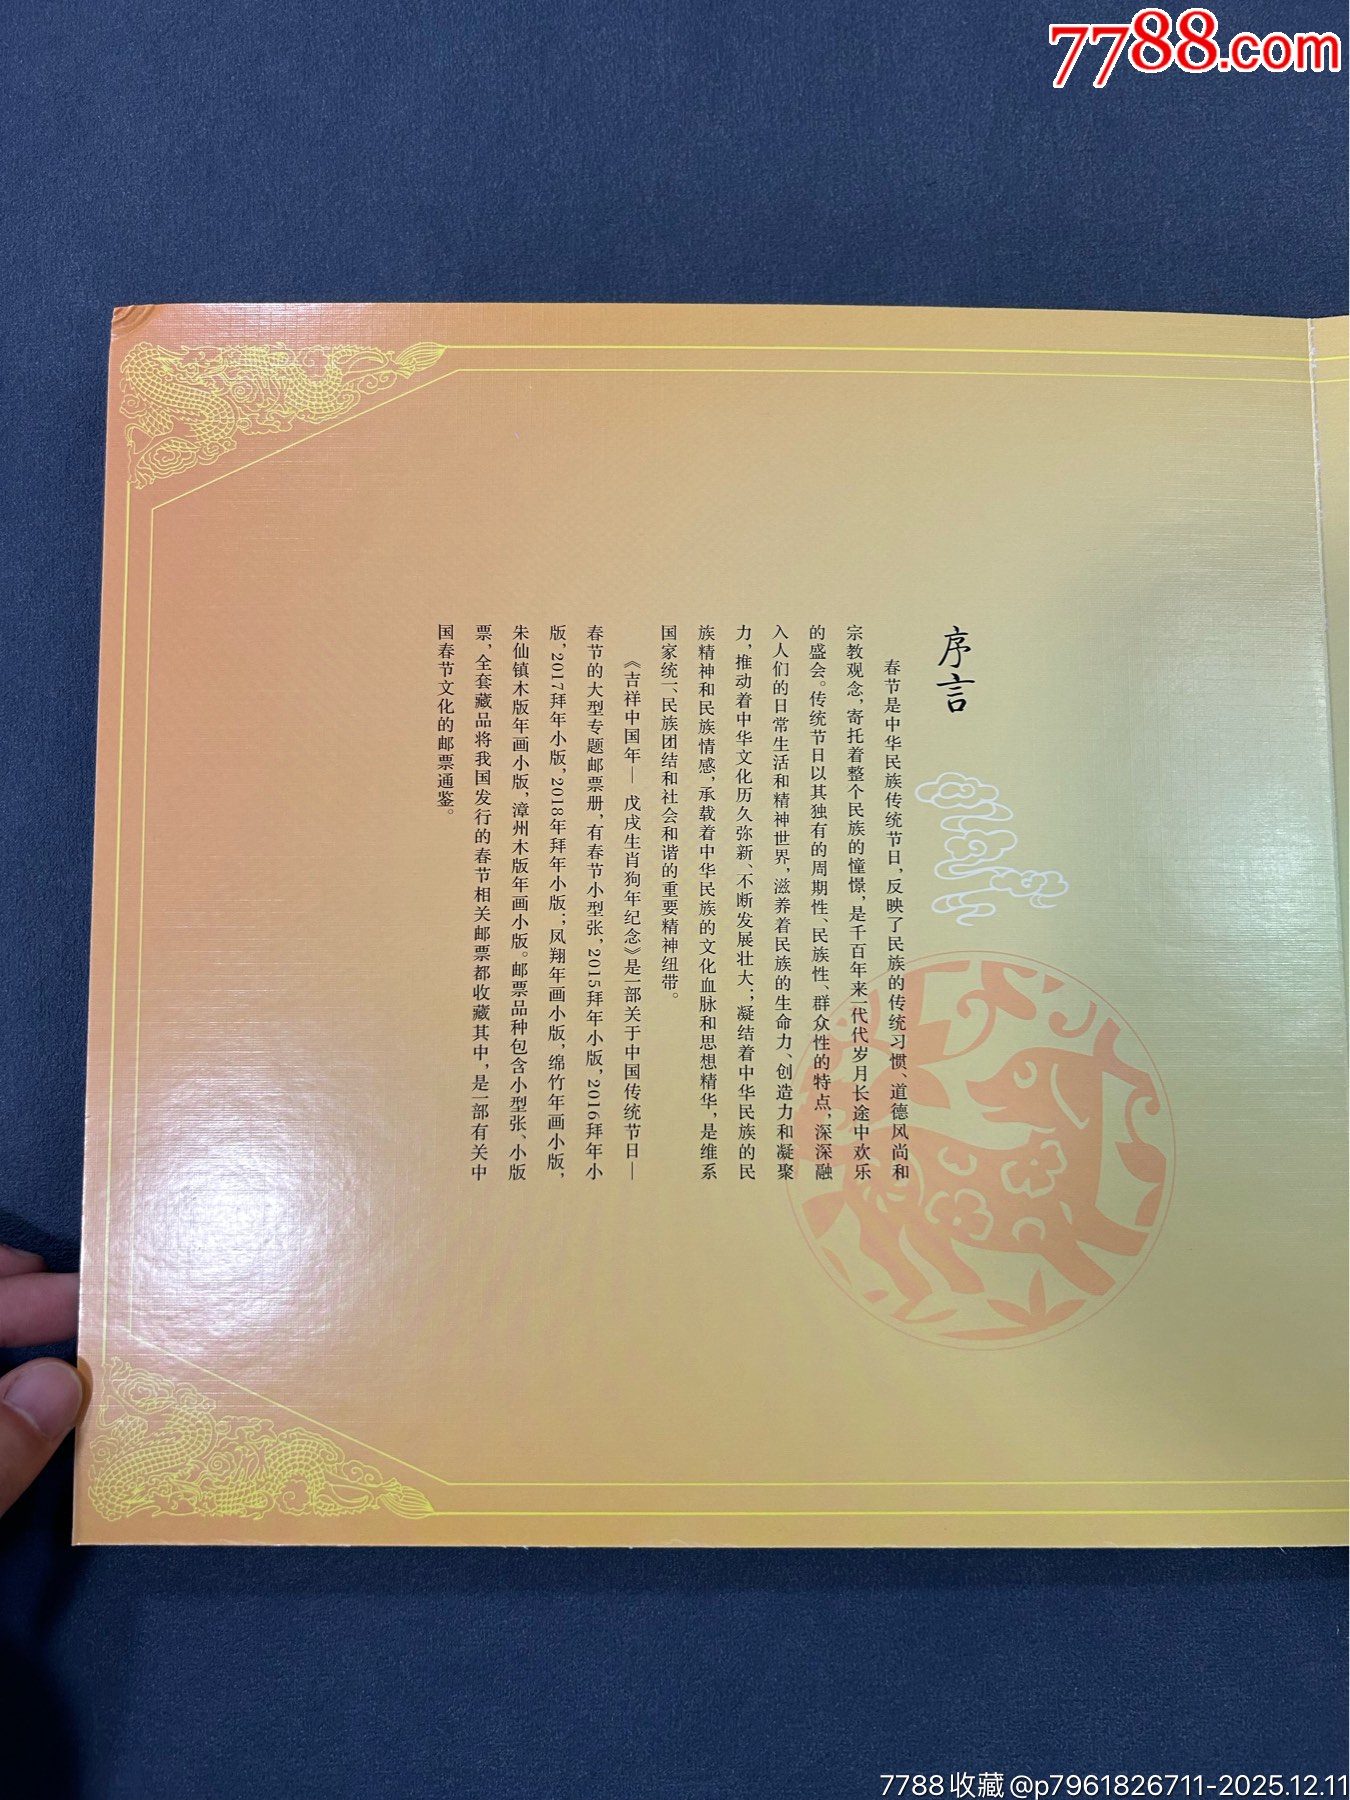 7788.com
序言
春节是中华民族传统节日，反映了民族的传统习惯、道德风尚和
宗教观念，寄托着整个民族的憧憬，是千百年来一代代岁月长途中欢乐
的盛会。传统节日以其独有的周期性、民族性、群众性的特点，深深融
入人们的日常生活和精神世界，滋养着民族的生命力、创造力和凝聚
力，推动着中华文化历久弥新、不断发展壮大；凝结着中华民族的民
族精神和民族情感，承载着中华民族的文化血脉和思想精华，是维系
国家统一、民族团结和社会和谐的重要精神纽带。
《吉祥中国年— 戊戌生肖狗年纪念》是一部关于中国传统节日—
春节的大型专题邮票册，有春节小型张，2015拜年小版，2016拜年小
版，2017拜年小版，2018年拜年小版；凤翔年画小版，绵竹年画小版，
朱仙镇木版年画小版，漳州木版年画小版。邮票品种包含小型张、小版
票，全套藏品将我国发行的春节相关邮票都收藏其中，是一部有关中
国春节文化的邮票通鉴。
7788收藏@p7961826711-2025.12.11